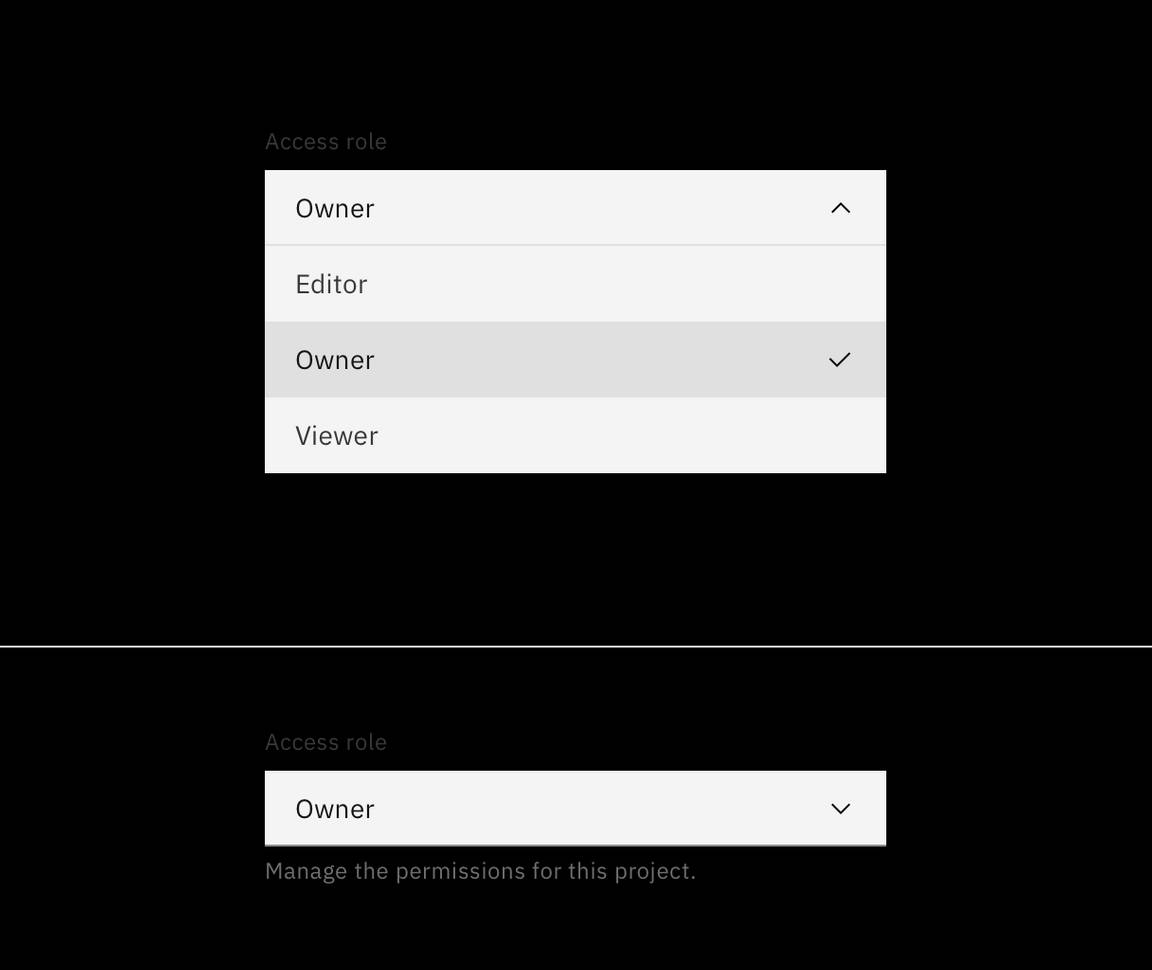 Access role
Owner
Editor
Owner
Viewer
Access role
Owner
Manage the permissions for this project.